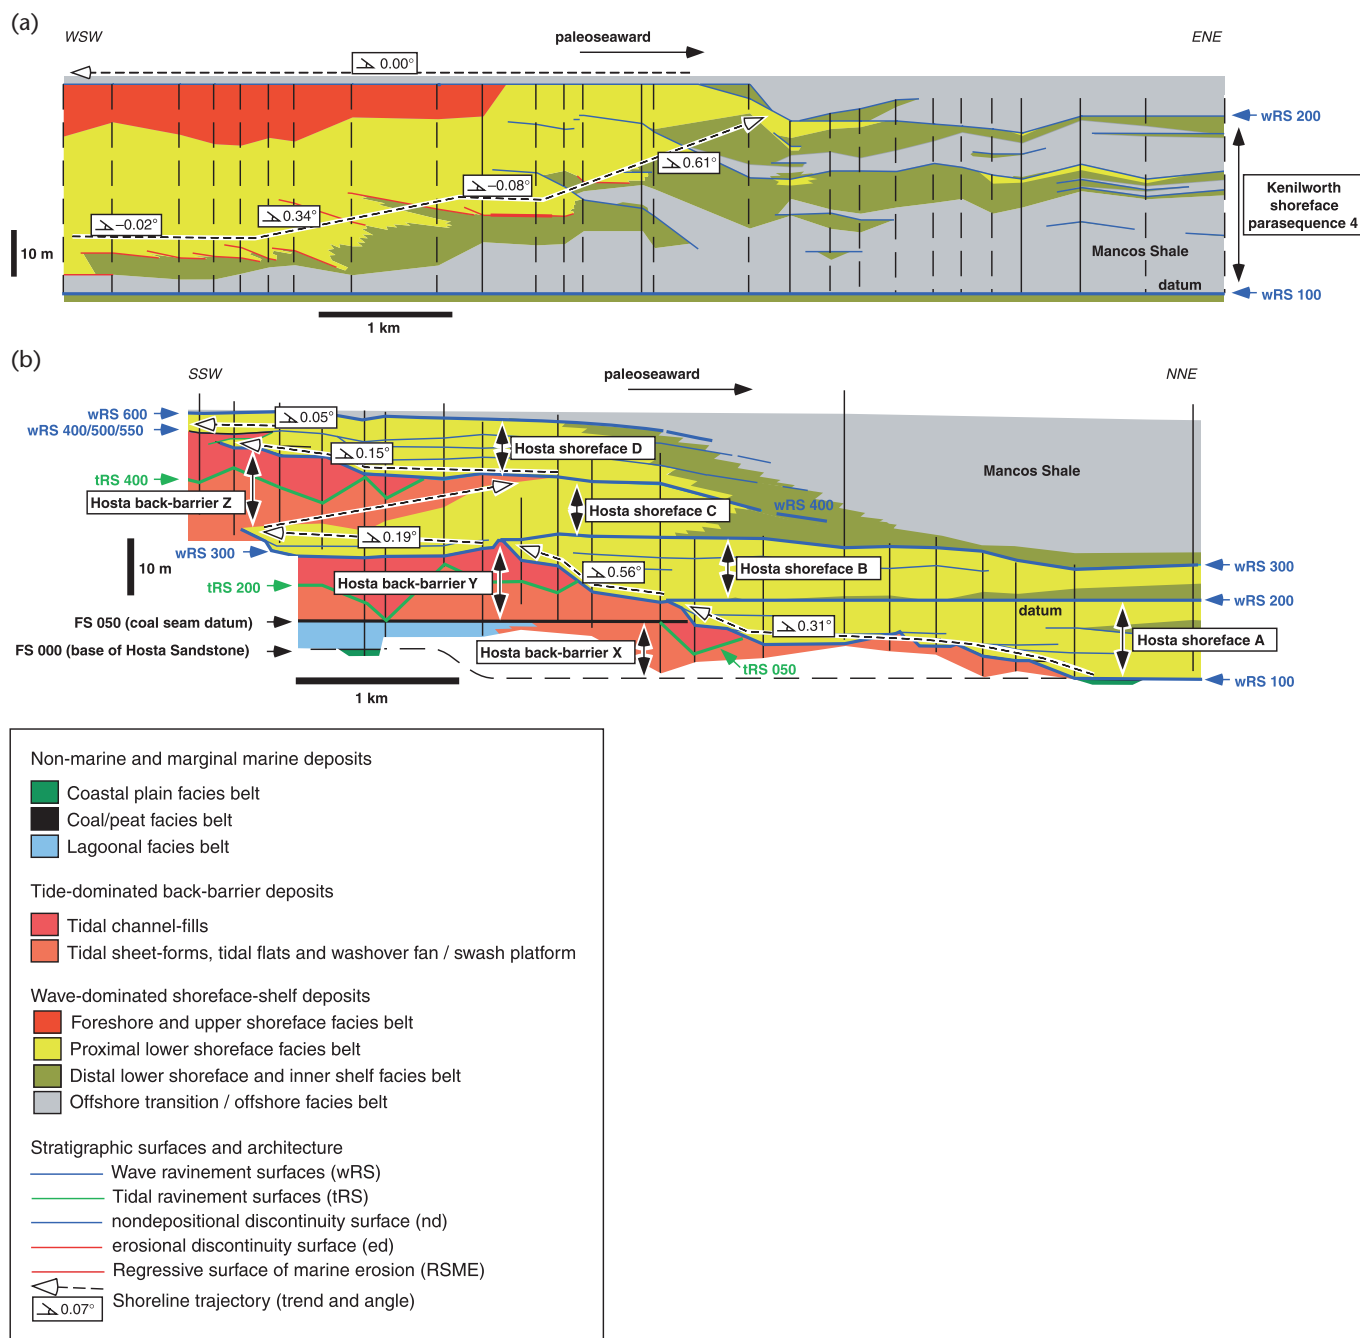 (a)
WSW
paleoseaward
ENE
0.00°
wRS 200
0.61°
−0.08°
0.34°
−0.02°
Kenilworth
shoreface
parasequence 4
10 m
Mancos Shale
datum
wRS 100
1 km
(b)
SSW
paleoseaward
NNE
wRS 600
0.05°
wRS 400/500/550
0.15°
Hosta shoreface D
Mancos Shale
tRS 400
Hosta back-barrier Z
Hosta shoreface C
wRS 400
0.19°
wRS 300
10 m
Hosta shoreface B
wRS 300
0.56°
tRS 200
Hosta back-barrier Y
wRS 200
datum
FS 050 (coal seam datum)
0.31°
Hosta shoreface A
FS 000 (base of Hosta Sandstone)
Hosta back-barrier X
tRS 050
wRS 100
1 km
Non-marine and marginal marine deposits
Coastal plain facies belt
Coal/peat facies belt
Lagoonal facies belt
Tide-dominated back-barrier deposits
Tidal channel-fills
Tidal sheet-forms, tidal flats and washover fan / swash platform
Wave-dominated shoreface-shelf deposits
Foreshore and upper shoreface facies belt
Proximal lower shoreface facies belt
Distal lower shoreface and inner shelf facies belt
Offshore transition / offshore facies belt
Stratigraphic surfaces and architecture
Wave ravinement surfaces (wRS)
Tidal ravinement surfaces (tRS)
nondepositional discontinuity surface (nd)
erosional discontinuity surface (ed)
Regressive surface of marine erosion (RSME)
Shoreline trajectory (trend and angle)
0.07°